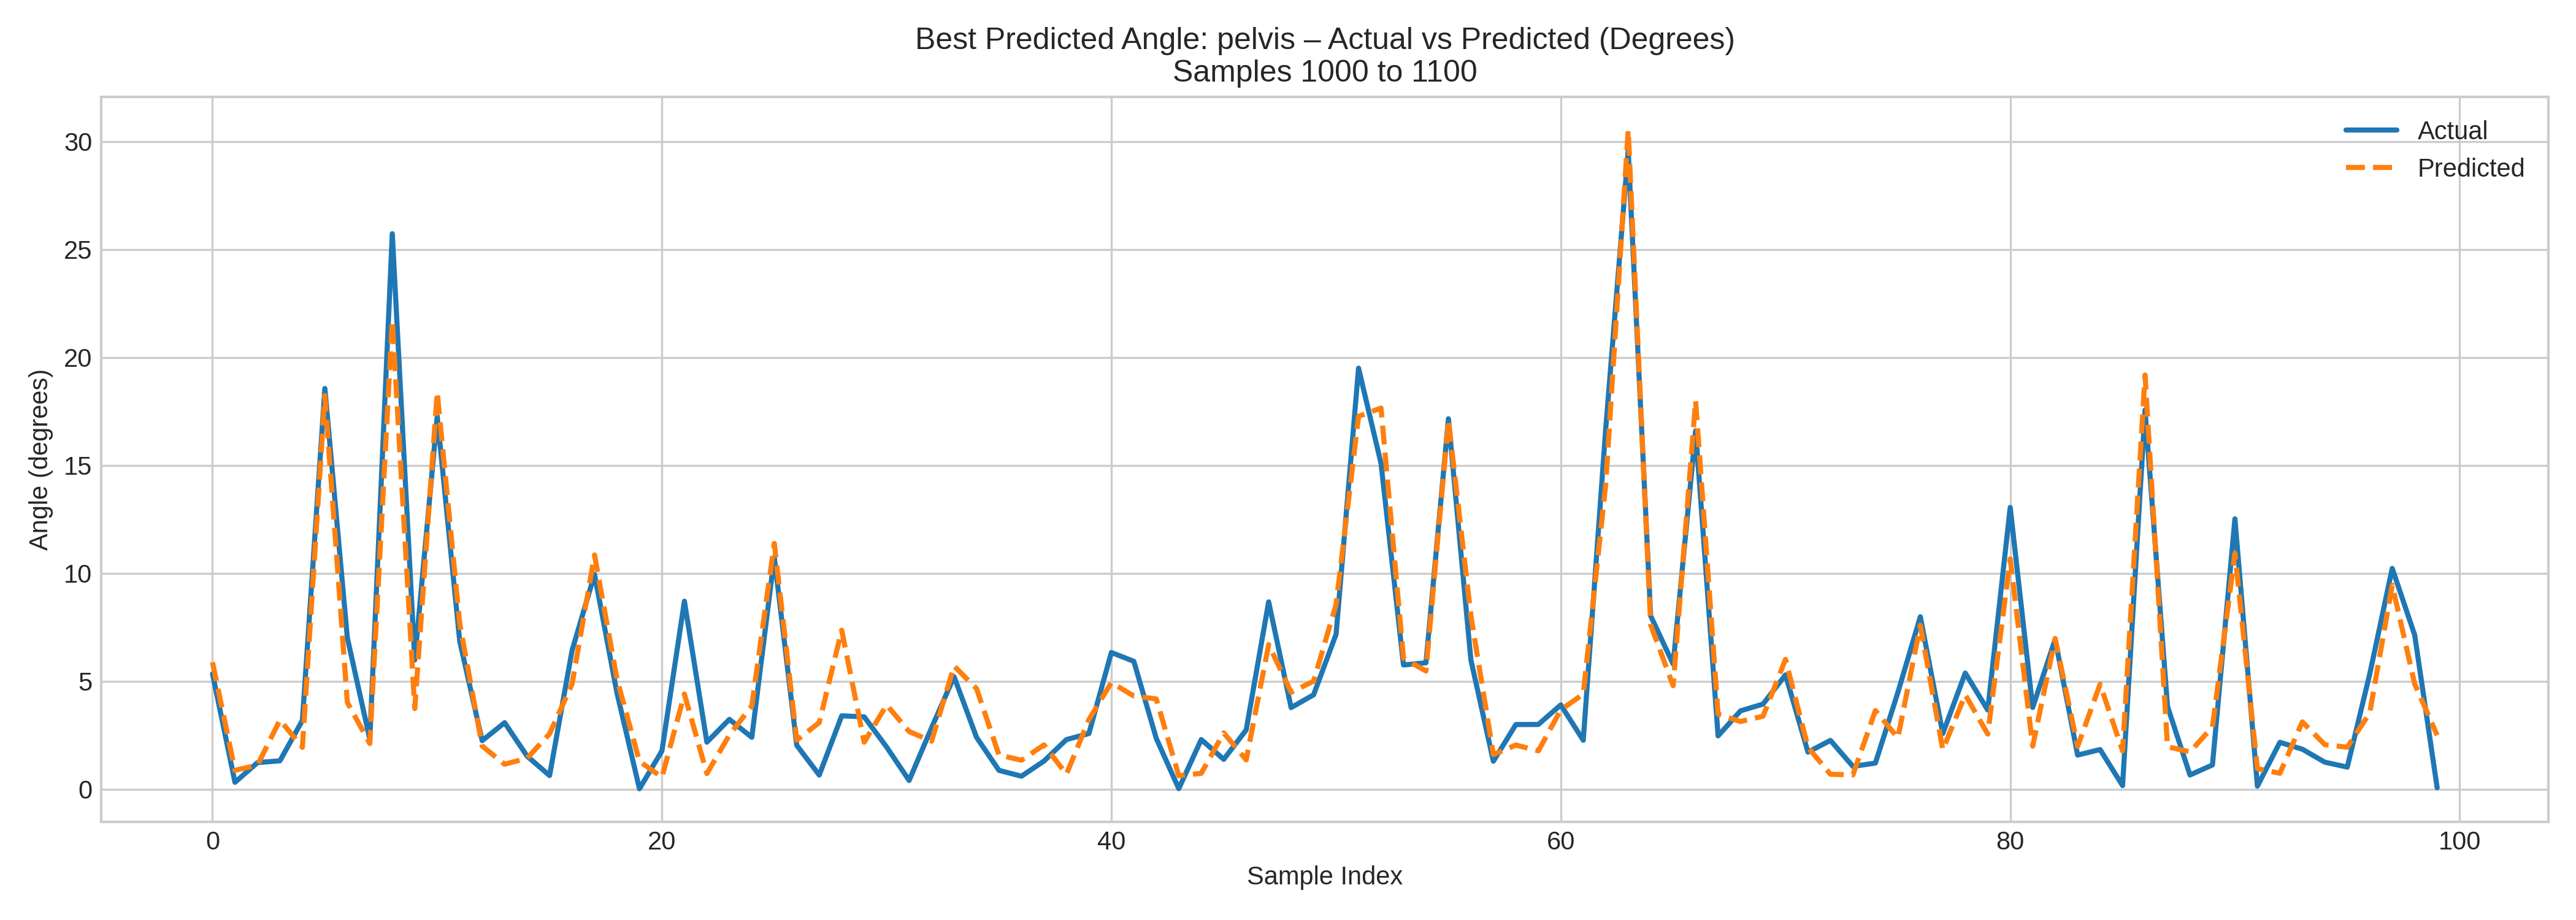 Best Predicted Angle: pelvis – Actual vs Predicted (Degrees)
Samples 1000 to 1100
Actual
Predicted
Angle (degrees)
30
25
20
15
10
5
0
0 20 40 60 80 100
Sample Index